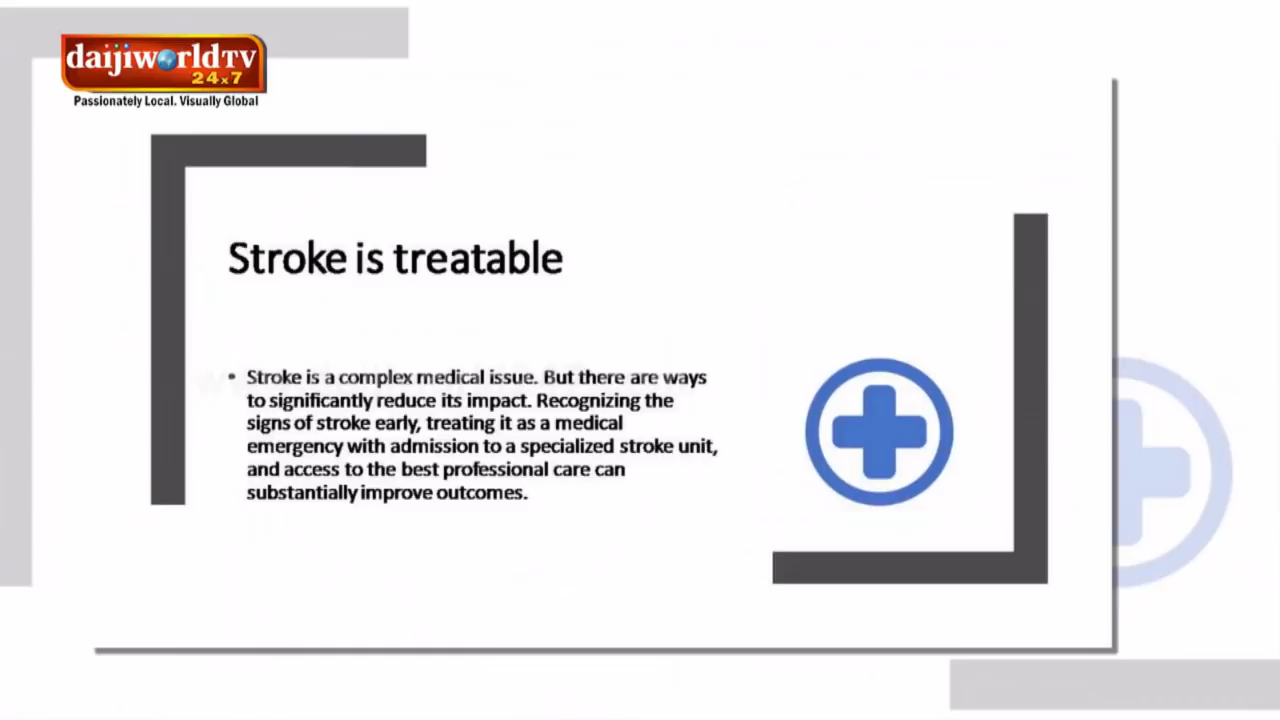 daijiworldTV
24x7
Passionately Local. Visually Global
Stroke is treatable
• Stroke is a complex medical issue. But there are ways
to significantly reduce its impact. Recognizing the
signs of stroke early, treating it as a medical
emergency with admission to a specialized stroke unit,
and access to the best professional care can
substantially improve outcomes.